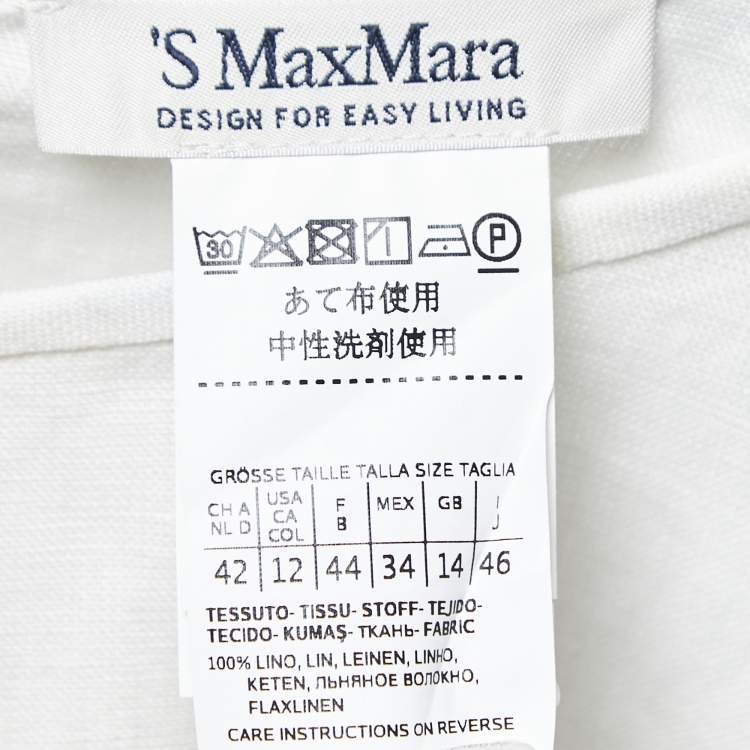 'S MaxMara
DESIGN FOR EASY LIVING
30 P
あて布使用
中性洗剤使用
GRÖSSE TAILLE TALLA SIZE TAGLIA
CH A NL D USA CA COL F B MEX GB I J
42 12 44 34 14 46
TESSUTO- TISSU- STOFF- TEJIDO-
TECIDO- KUMAŞ- ТКАНЬ- FABRIC
100% LINO, LIN, LEINEN, LINHO,
KETEN, ЛЬНЯНОЕ ВОЛОКНО,
FLAXLINEN
CARE INSTRUCTIONS ON REVERSE